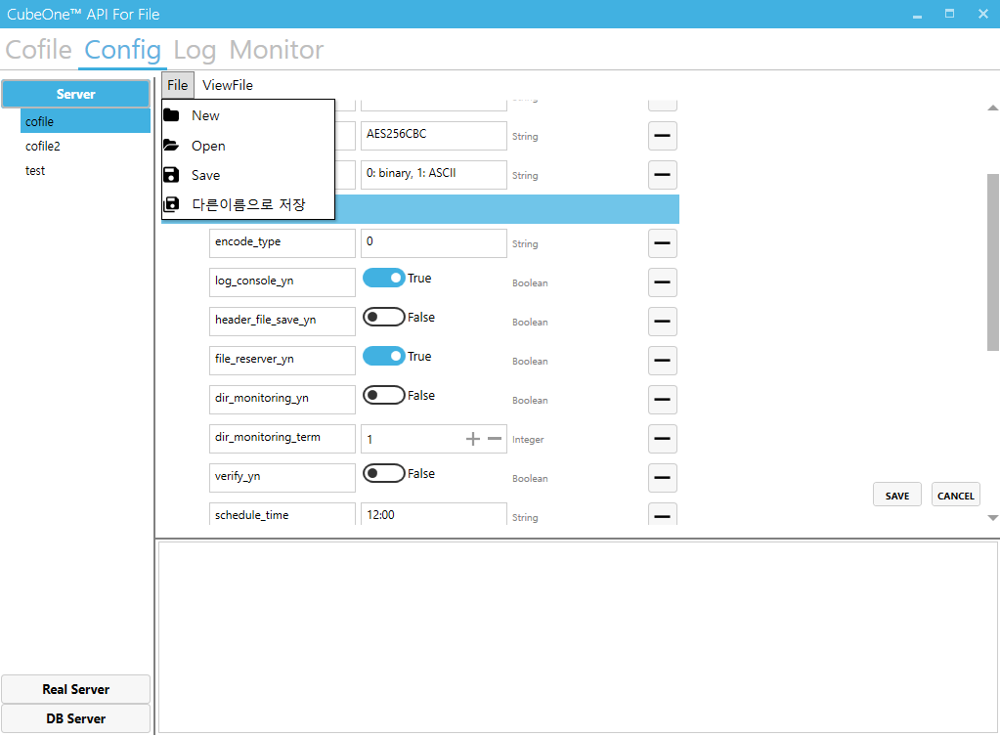 CubeOne™ API For File
Cofile Config Log Monitor
Server
cofile
cofile2
test
File ViewFile
New
Open
Save
다른이름으로 저장
AES256CBC String
0: binary, 1: ASCII String
encode_type 0 String
log_console_yn True Boolean
header_file_save_yn False Boolean
file_reserver_yn True Boolean
dir_monitoring_yn False Boolean
dir_monitoring_term 1 Integer
verify_yn False Boolean
schedule_time 12:00 String
SAVE CANCEL
Real Server
DB Server